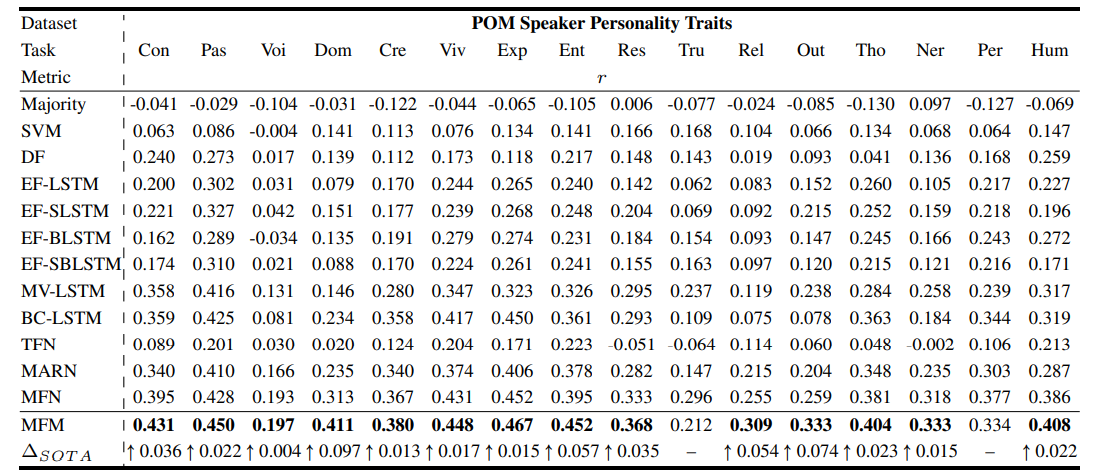 Dataset POM Speaker Personality Traits
Task Con Pas Voi Dom Cre Viv Exp Ent Res Tru Rel Out Tho Ner Per Hum
Metric r
Majority -0.041 -0.029 -0.104 -0.031 -0.122 -0.044 -0.065 -0.105 0.006 -0.077 -0.024 -0.085 -0.130 0.097 -0.127 -0.069
SVM 0.063 0.086 -0.004 0.141 0.113 0.076 0.134 0.141 0.166 0.168 0.104 0.066 0.134 0.068 0.064 0.147
DF 0.240 0.273 0.017 0.139 0.112 0.173 0.118 0.217 0.148 0.143 0.019 0.093 0.041 0.136 0.168 0.259
EF-LSTM 0.200 0.302 0.031 0.079 0.170 0.244 0.265 0.240 0.142 0.062 0.083 0.152 0.260 0.105 0.217 0.227
EF-SLSTM 0.221 0.327 0.042 0.151 0.177 0.239 0.268 0.248 0.204 0.069 0.092 0.215 0.252 0.159 0.218 0.196
EF-BLSTM 0.162 0.289 -0.034 0.135 0.191 0.279 0.274 0.231 0.184 0.154 0.093 0.147 0.245 0.166 0.243 0.272
EF-SBLSTM 0.174 0.310 0.021 0.088 0.170 0.224 0.261 0.241 0.155 0.163 0.097 0.120 0.215 0.121 0.216 0.171
MV-LSTM 0.358 0.416 0.131 0.146 0.280 0.347 0.323 0.326 0.295 0.237 0.119 0.238 0.284 0.258 0.239 0.317
BC-LSTM 0.359 0.425 0.081 0.234 0.358 0.417 0.450 0.361 0.293 0.109 0.075 0.078 0.363 0.184 0.344 0.319
TFN 0.089 0.201 0.030 0.020 0.124 0.204 0.171 0.223 -0.051 -0.064 0.114 0.060 0.048 -0.002 0.106 0.213
MARN 0.340 0.410 0.166 0.235 0.340 0.374 0.406 0.378 0.282 0.147 0.215 0.204 0.348 0.235 0.303 0.287
MFN 0.395 0.428 0.193 0.313 0.367 0.431 0.452 0.395 0.333 0.296 0.255 0.259 0.381 0.318 0.377 0.386
MFM 0.431 0.450 0.197 0.411 0.380 0.448 0.467 0.452 0.368 0.212 0.309 0.333 0.404 0.333 0.334 0.408
Δ_SOTA ↑ 0.036 ↑ 0.022 ↑ 0.004 ↑ 0.097 ↑ 0.013 ↑ 0.017 ↑ 0.015 ↑ 0.057 ↑ 0.035 – ↑ 0.054 ↑ 0.074 ↑ 0.023 ↑ 0.015 – ↑ 0.022